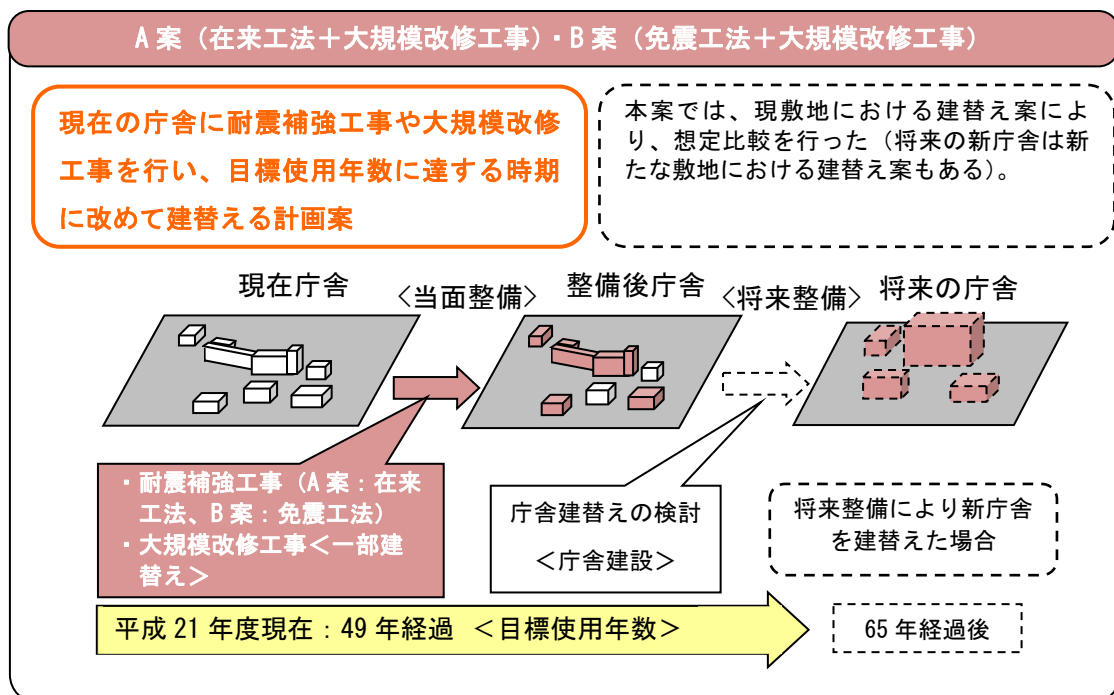 A案（在来工法＋大規模改修工事）・B案（免震工法＋大規模改修工事）
現在の庁舎に耐震補強工事や大規模改修
工事を行い、目標使用年数に達する時期
に改めて建替える計画案
本案では、現敷地における建替え案によ
り、想定比較を行った（将来の新庁舎は新
たな敷地における建替え案もある）。
現在庁舎
〈当面整備〉
整備後庁舎
〈将来整備〉
将来の庁舎
・耐震補強工事（A案：在来
工法、B案：免震工法）
・大規模改修工事＜一部建
替え＞
庁舎建替えの検討
＜庁舎建設＞
将来整備により新庁舎
を建替えた場合
平成21年度現在：49年経過 ＜目標使用年数＞
65年経過後